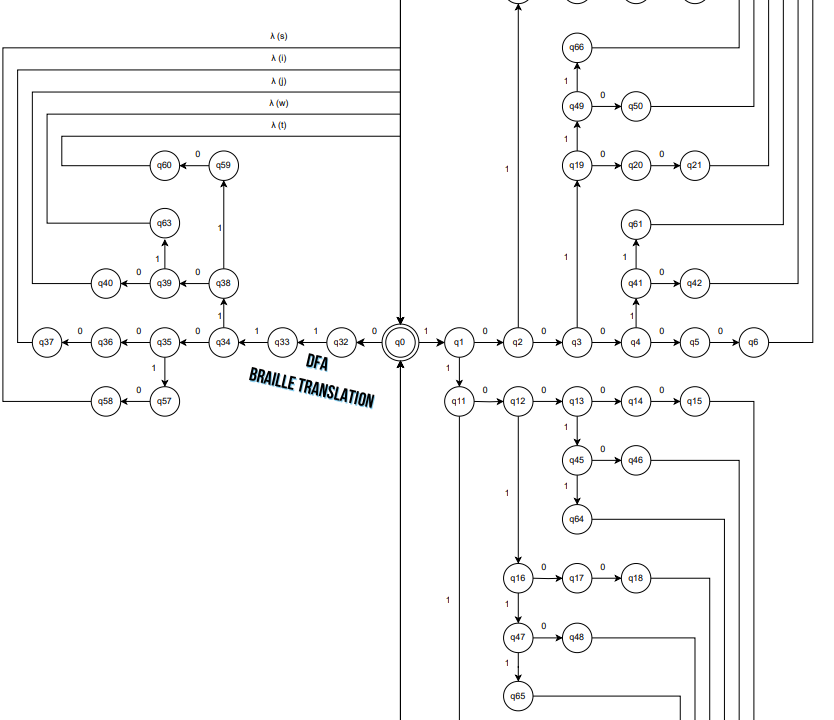 λ (s)
q66
λ (i)
1
λ (j)
0
q49 q50
λ (w)
1
λ (t)
0 0 0
q60 q59 1 q19 q20 q21
q63 1 q61
1 1 1
0 0 0
q40 q39 q38 q41 q42
1 1
0 0 0 1 1 0 1 0 0 0 0 0
q37 q36 q35 q34 q33 q32 q0 q1 q2 q3 q4 q5 q6
DFA
1 1
BRAILLE TRANSLATION
0 0 0 0 0
q58 q57 q11 q12 q13 q14 q15
1
0
q45 q46
1 1
q64
0 0
q16 q17 q18
1 1
0
q47 q48
1
q65